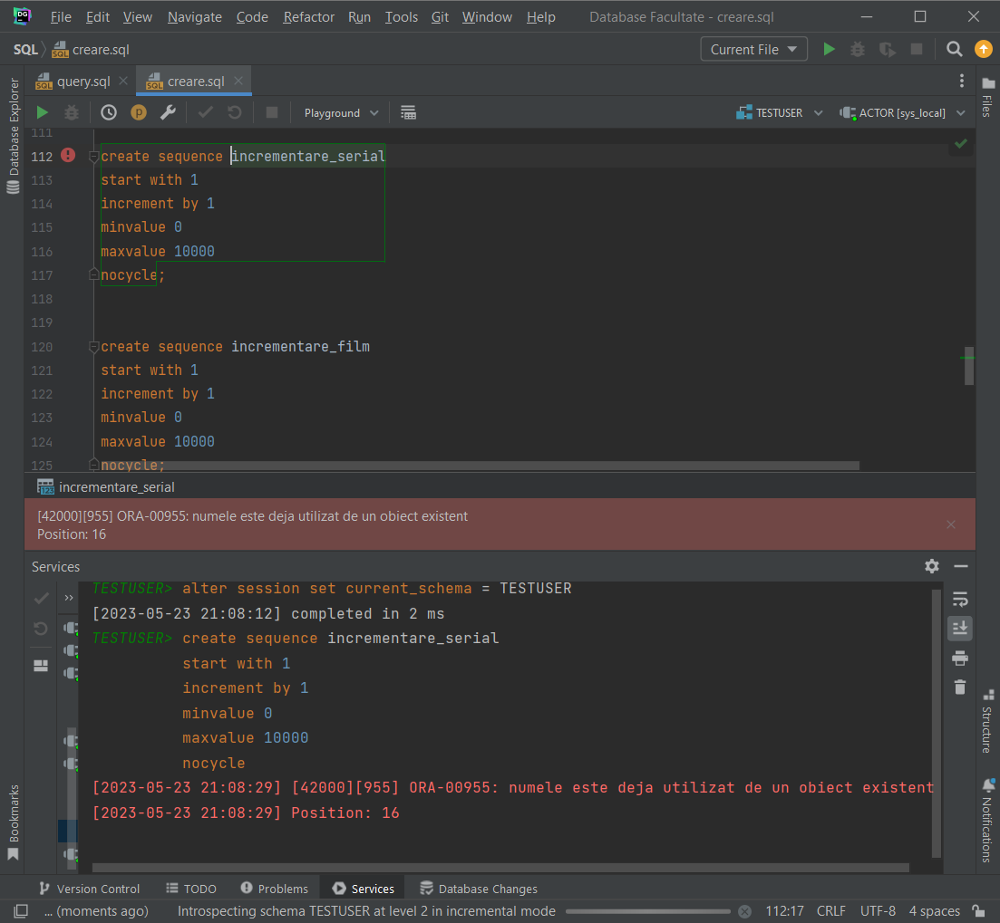 DG
File Edit View Navigate Code Refactor Run Tools Git Window Help Database Facultate - creare.sql
SQL creare.sql Current File
query.sql creare.sql
Playground TESTUSER ACTOR [sys_local]
Database Explorer
Bookmarks
Files
Structure
Notifications
111
112 create sequence incrementare_serial
113 start with 1
114 increment by 1
115 minvalue 0
116 maxvalue 10000
117 nocycle;
118
119
120 create sequence incrementare_film
121 start with 1
122 increment by 1
123 minvalue 0
124 maxvalue 10000
125 nocycle;
incrementare_serial
[42000][955] ORA-00955: numele este deja utilizat de un obiect existent
Position: 16
Services
TESTUSER> alter session set current_schema = TESTUSER
[2023-05-23 21:08:12] completed in 2 ms
TESTUSER> create sequence incrementare_serial
start with 1
increment by 1
minvalue 0
maxvalue 10000
nocycle
[2023-05-23 21:08:29] [42000][955] ORA-00955: numele este deja utilizat de un obiect existent
[2023-05-23 21:08:29] Position: 16
Version Control TODO Problems Services Database Changes
... (moments ago) Introspecting schema TESTUSER at level 2 in incremental mode 112:17 CRLF UTF-8 4 spaces